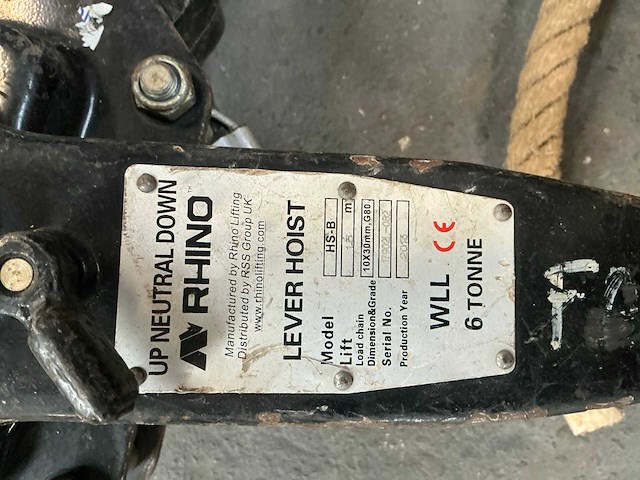 UP NEUTRAL DOWN
RHINO
Manufactured by Rhino Lifting
Distributed by RSS Group UK
www.rhinolifting.com
LEVER HOIST
Model HS-B
Lift m
Load chain
Dimension&Grade 10X30mm,G80
Serial No.
Production Year
WLL CE
6 TONNE